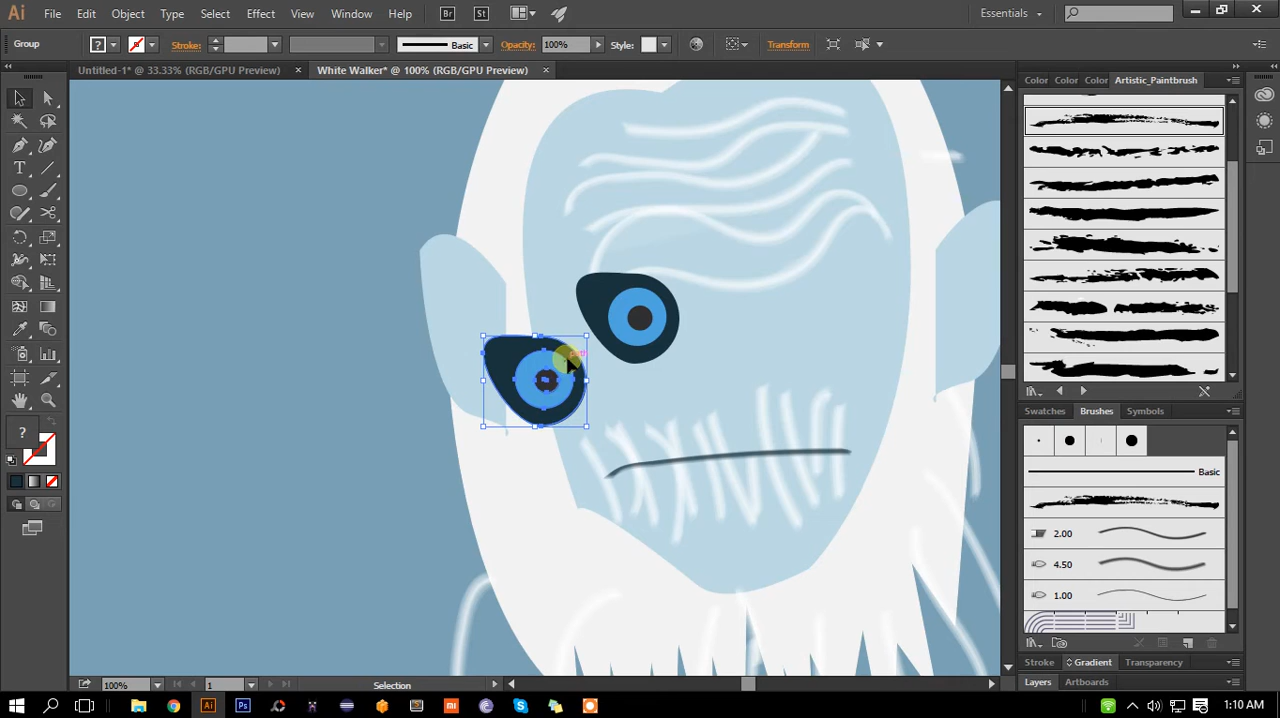 Ai File Edit Object Type Select Effect View Window Help Br St Essentials
Group Stroke: Basic Opacity: 100% Style: Transform
Untitled-1* @ 33.33% (RGB/GPU Preview) × White Walker* @ 100% (RGB/GPU Preview) ×
Color Color Color Artistic_Paintbrush
Swatches Brushes Symbols
Basic
2.00
4.50
1.00
Stroke Gradient Transparency
Layers Artboards
?
100% 1 Selection
Ai Ps 1:10 AM